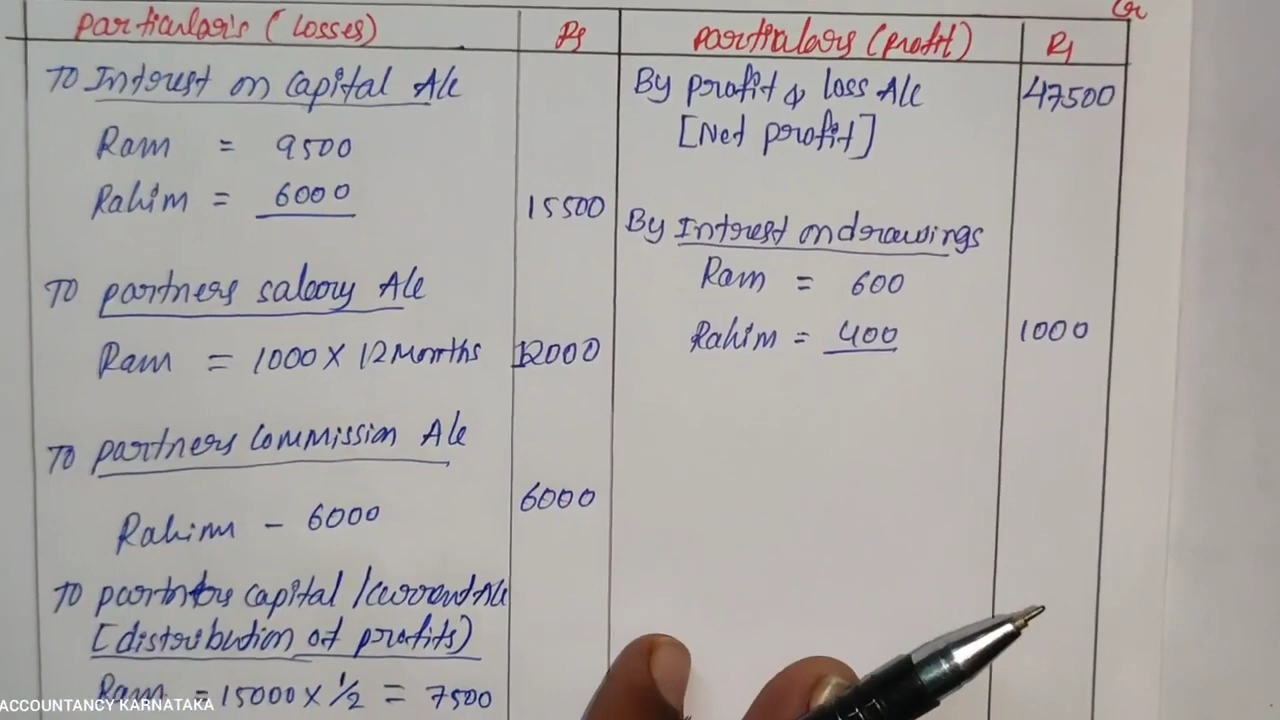 Cr
Particulars (Losses)
Rs
Particulars (profit)
Rs
To Interest on capital A/c
Ram = 9500
Rahim = 6000
15500
To partners salary A/c
Ram = 1000 X 12 Months
12000
To partners commission A/c
Rahim - 6000
6000
To partners capital /current A/c
[distribution of profits)
Ram = 15000 X 1/2 = 7500
By profit & loss A/c
47500
[Net profit]
By Interest on drawings
Ram = 600
Rahim = 400
1000
ACCOUNTANCY KARNATAKA